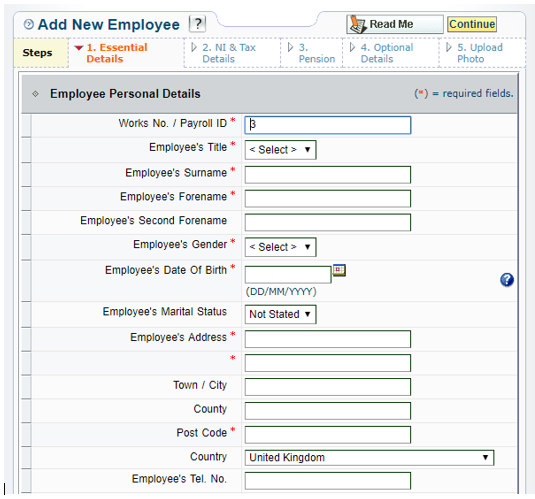 Add New Employee ?
Read Me
Continue
Steps
1. Essential
Details
2. NI & Tax
Details
3.
Pension
4. Optional
Details
5. Upload
Photo
Employee Personal Details
(*) = required fields.
Works No. / Payroll ID * 3
Employee's Title * < Select >
Employee's Surname *
Employee's Forename *
Employee's Second Forename
Employee's Gender * < Select >
Employee's Date Of Birth *
(DD/MM/YYYY)
?
Employee's Marital Status Not Stated
Employee's Address *
*
Town / City
County
Post Code *
Country United Kingdom
Employee's Tel. No.